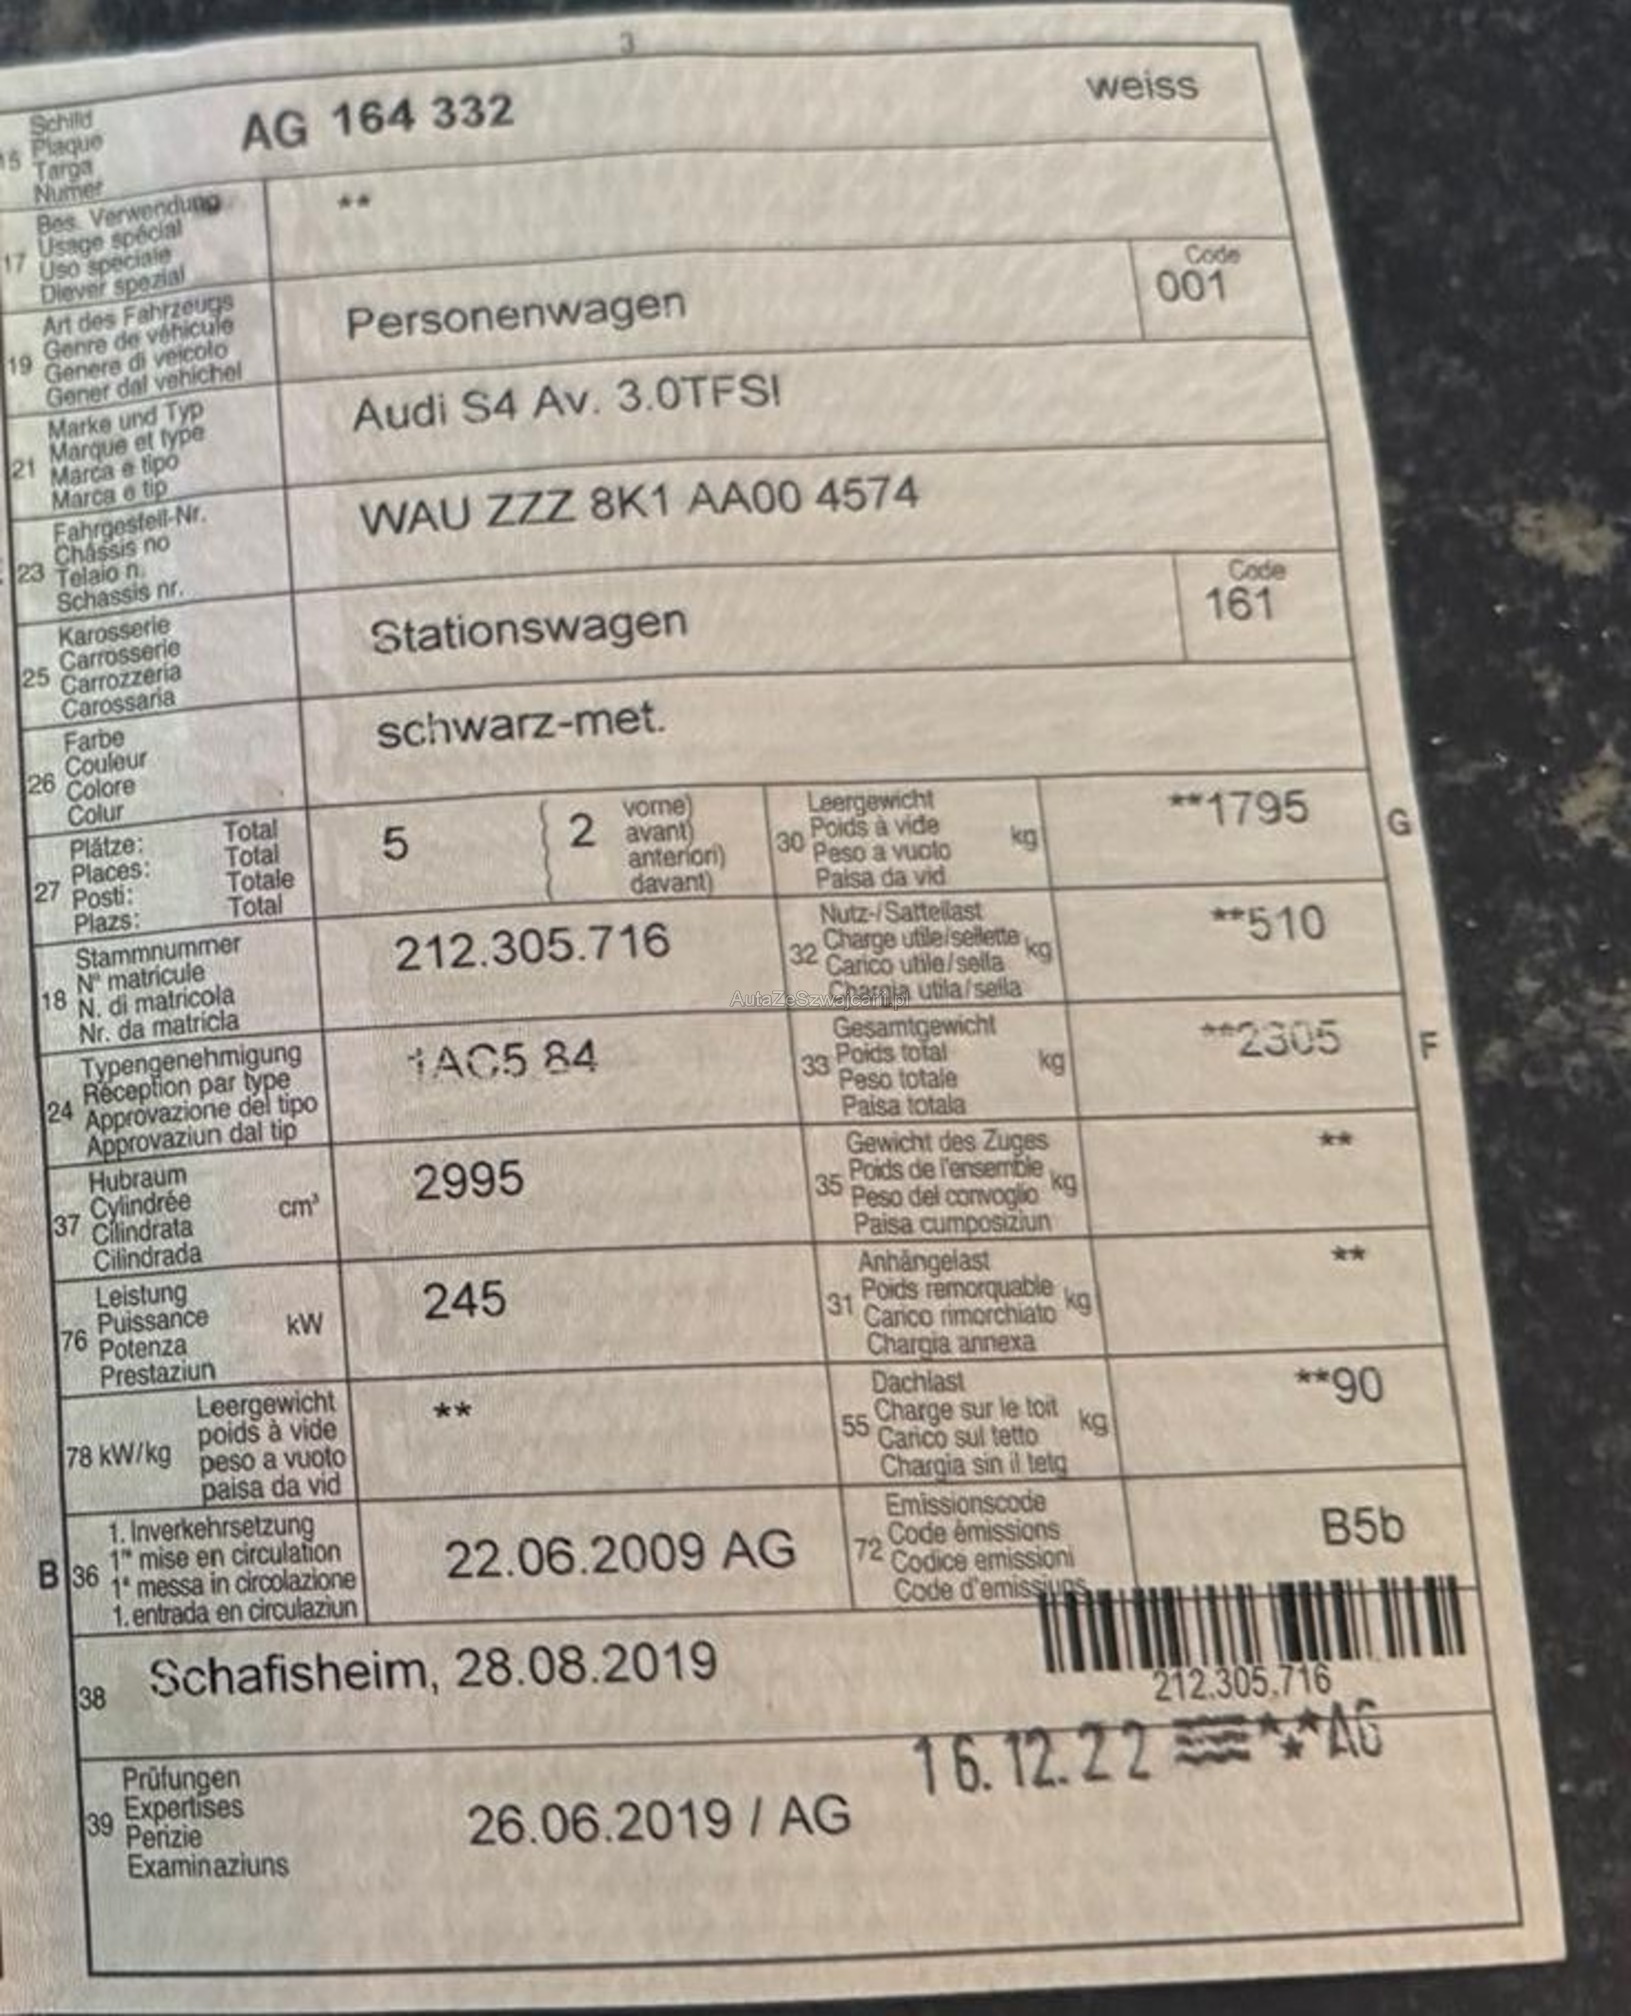 3
15 Schild Plaque Targa Numer AG 164 332 weiss
17 Bes. Verwendung Usage spécial Uso speciale Diever spezial **
19 Art des Fahrzeugs Genre de véhicule Genere di veicolo Gener dal vehichel Personenwagen Code 001
21 Marke und Typ Marque et type Marca e tipo Marca e tip Audi S4 Av. 3.0TFSI
23 Fahrgestell-Nr. Châssis no Telaio n. Schassis nr. WAU ZZZ 8K1 AA00 4574
25 Karosserie Carrosserie Carrozzeria Carossaria Stationswagen Code 161
26 Farbe Couleur Colore Colur schwarz-met.
27 Plätze: Total Places: Total Posti: Totale Plazs: Total 5 2 vorne) avant) anteriori) davant)
30 Leergewicht Poids à vide Peso a vuoto Paisa da vid kg **1795 G
18 Stammnummer N° matricule N. di matricola Nr. da matricla 212.305.716
32 Nutz-/Sattellast Charge utile/sellette Carico utile/sella Chargia utila/sella kg **510
AutaZeSzwajcarii.pl
24 Typengenehmigung Réception par type Approvazione del tipo Approvaziun dal tip 1AC5 84
33 Gesamtgewicht Poids total Peso totale Paisa totala kg **2305 F
37 Hubraum Cylindrée Cilindrata Cilindrada cm³ 2995
35 Gewicht des Zuges Poids de l'ensemble Peso del convoglio Paisa cumposiziun kg **
76 Leistung Puissance Potenza Prestaziun kW 245
31 Anhängelast Poids remorquable Carico rimorchiato Chargia annexa kg **
78 kW/kg Leergewicht poids à vide peso a vuoto paisa da vid **
55 Dachlast Charge sur le toit Carico sul tetto Chargia sin il tetg kg **90
B 36 1. Inverkehrsetzung 1re mise en circulation 1a messa in circolazione 1. entrada en circulaziun 22.06.2009 AG
72 Emissionscode Code émissions Codice emissioni Code d'emissiuns B5b
38 Schafisheim, 28.08.2019
212.305.716
16.12.22 ***AG
39 Prüfungen Expertises Perizie Examinaziuns 26.06.2019 / AG